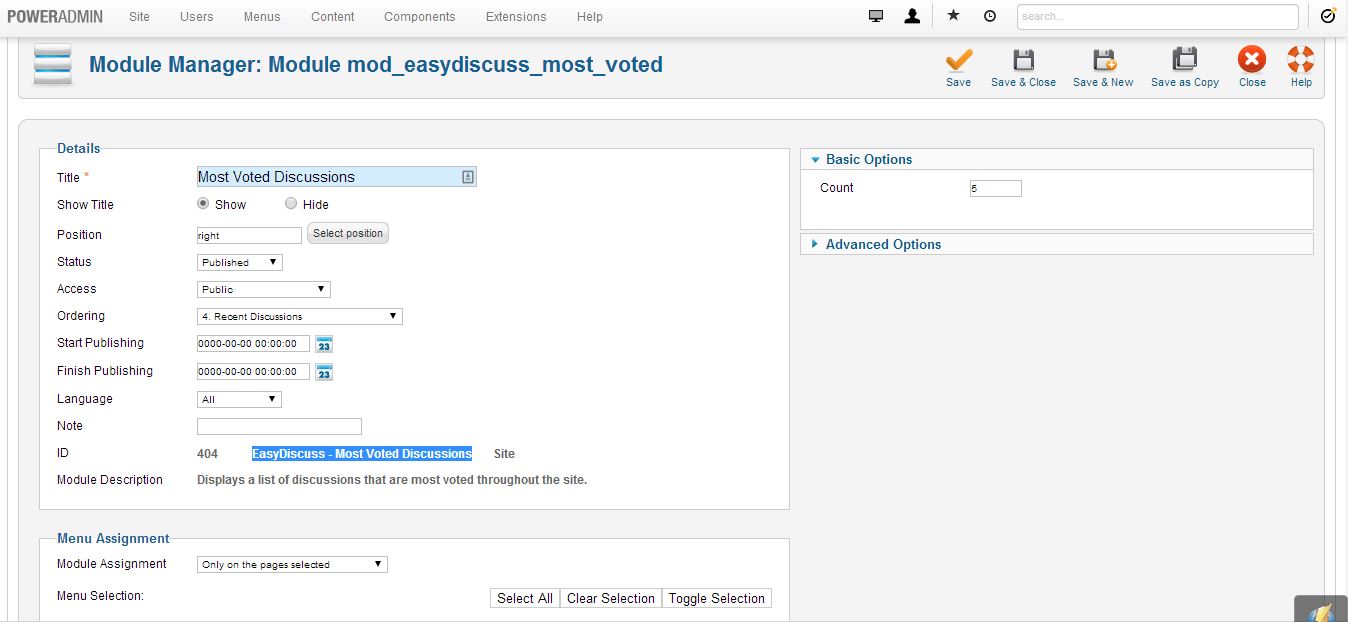 POWERADMIN Site Users Menus Content Components Extensions Help search...
Module Manager: Module mod_easydiscuss_most_voted
Save Save & Close Save & New Save as Copy Close Help
Details
Title *
Most Voted Discussions
Show Title Show Hide
Position right Select position
Status Published
Access Public
Ordering 4. Recent Discussions
Start Publishing 0000-00-00 00:00:00 23
Finish Publishing 0000-00-00 00:00:00 23
Language All
Note
ID 404 EasyDiscuss - Most Voted Discussions Site
Module Description Displays a list of discussions that are most voted throughout the site.
Basic Options
Count 5
Advanced Options
Menu Assignment
Module Assignment Only on the pages selected
Menu Selection: Select All Clear Selection Toggle Selection